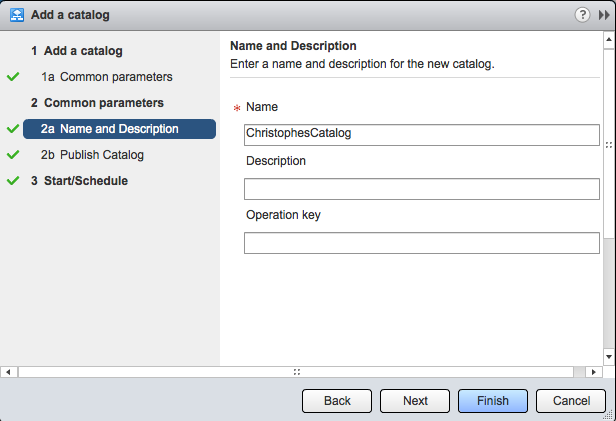 Add a catalog
?
1 Add a catalog
1a Common parameters
2 Common parameters
2a Name and Description
2b Publish Catalog
3 Start/Schedule
Name and Description
Enter a name and description for the new catalog.
* Name
ChristophesCatalog
Description
Operation key
Back Next Finish Cancel